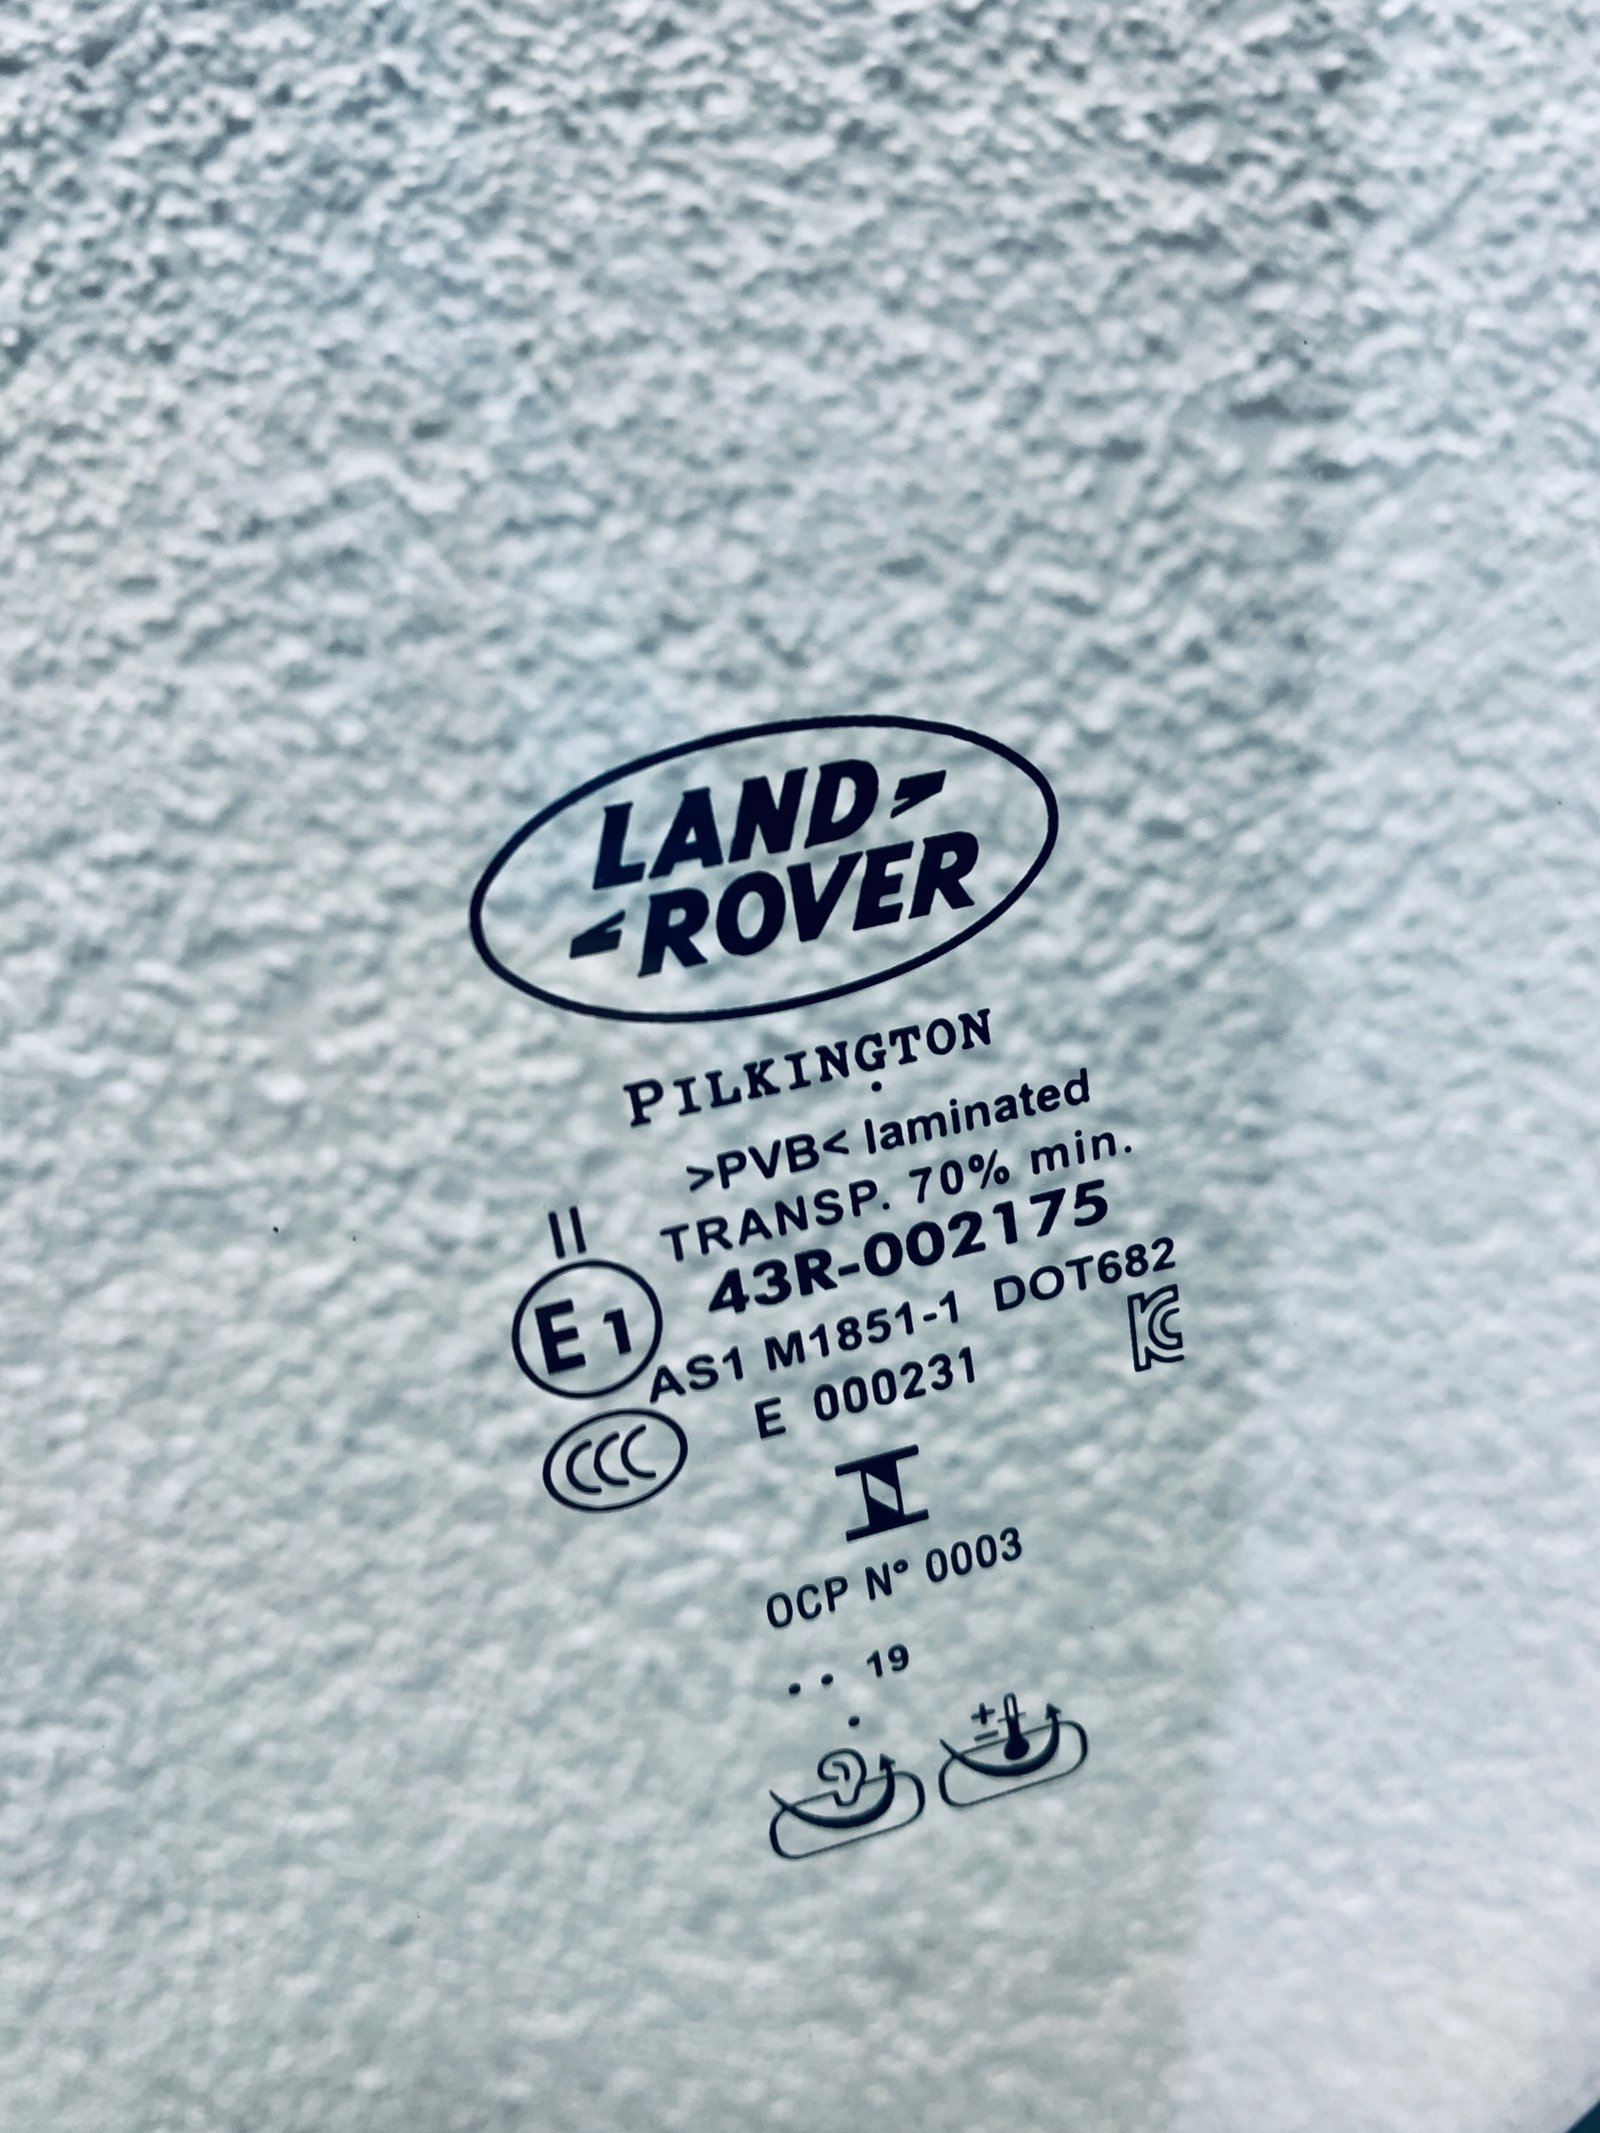 LAND
ROVER
PILKINGTON
>PVB< laminated
TRANSP. 70% min.
II
43R-002175
E1
AS1 M1851-1 DOT682
KC
E 000231
CCC
N
OCP N° 0003
.. 19